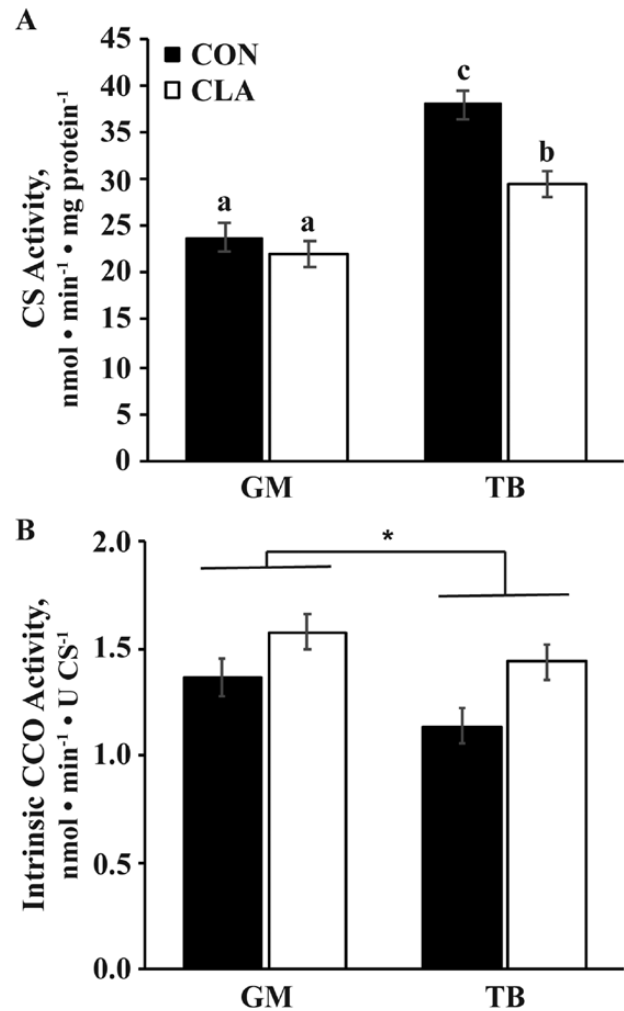 A
CS Activity,
nmol • min⁻¹ • mg protein⁻¹
45
40
35
30
25
20
15
10
5
0
CON
CLA
a
a
c
b
GM
TB
B
Intrinsic CCO Activity,
nmol • min⁻¹ • U CS⁻¹
2.0
1.5
1.0
0.5
0.0
*
GM
TB